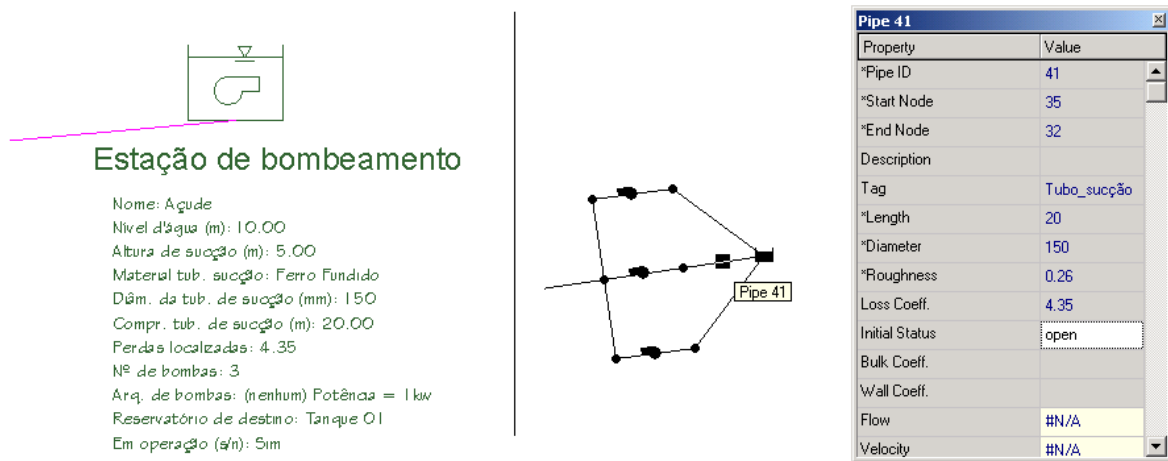 Estação de bombeamento
Nome: Açude
Nível d'água (m): 10.00
Altura de sucção (m): 5.00
Material tub. sucção: Ferro Fundido
Diâm. da tub. de sucção (mm): 150
Compr. tub. de sucção (m): 20.00
Perdas localizadas: 4.35
Nº de bombas: 3
Arq. de bombas: (nenhum) Potência = 1kw
Reservatório de destino: Tanque 01
Em operação (s/n): Sim
Pipe 41
Pipe 41
Property Value
*Pipe ID 41
*Start Node 35
*End Node 32
Description
Tag Tubo_sucção
*Length 20
*Diameter 150
*Roughness 0.26
Loss Coeff. 4.35
Initial Status open
Bulk Coeff.
Wall Coeff.
Flow #N/A
Velocity #N/A